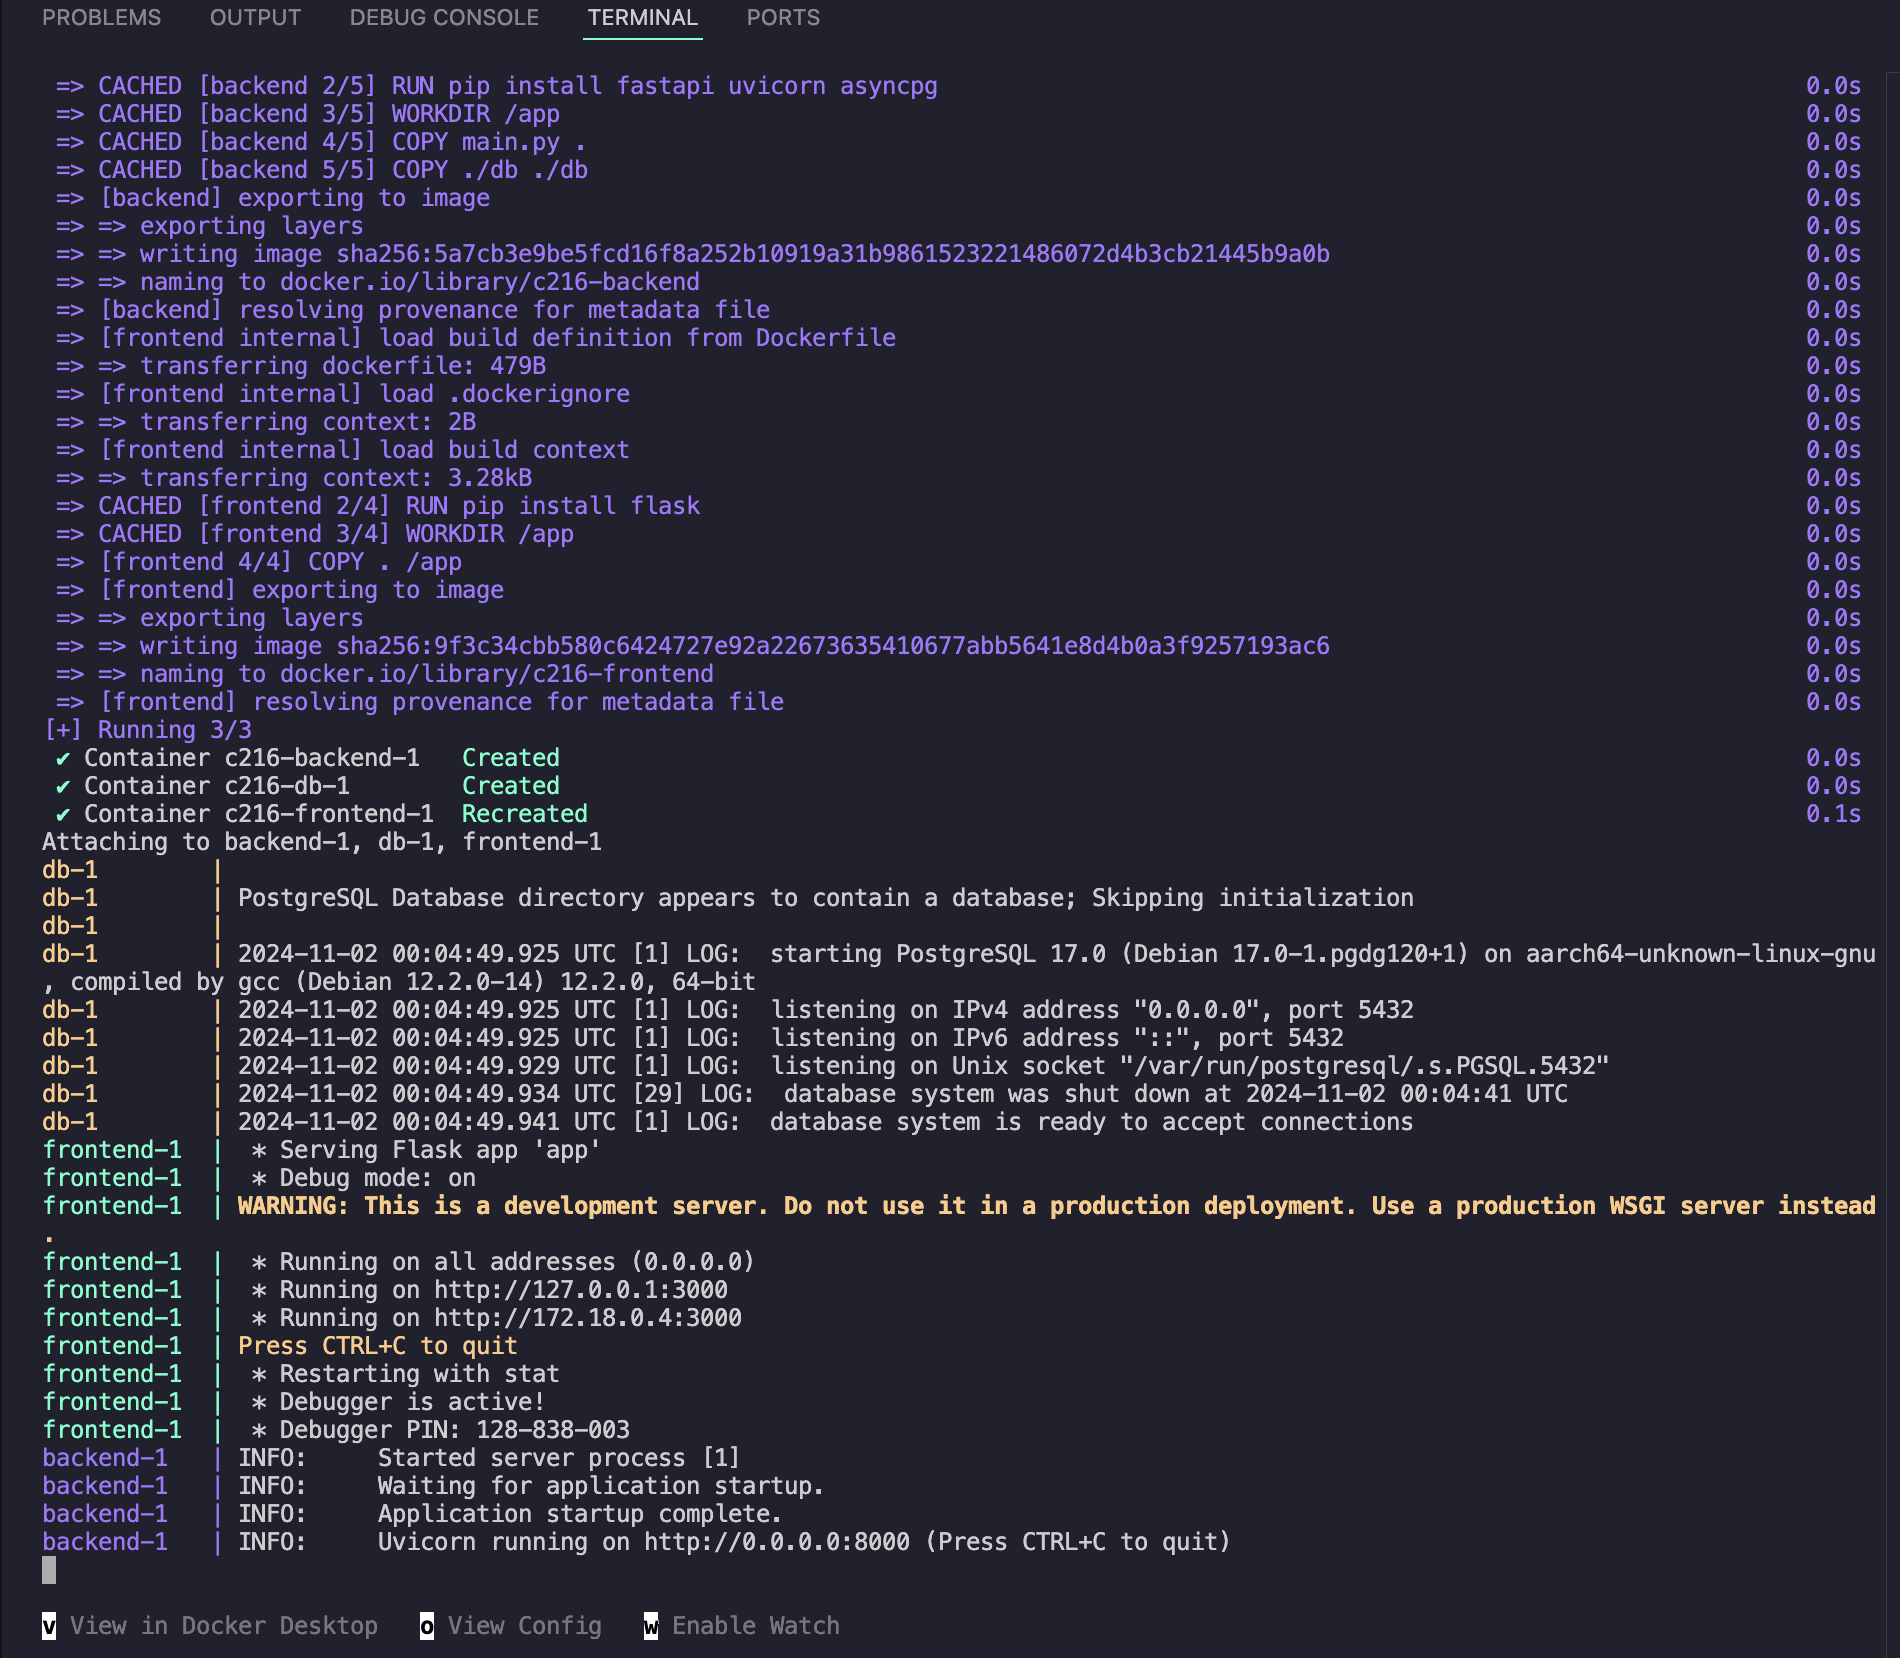 PROBLEMS OUTPUT DEBUG CONSOLE TERMINAL PORTS
=> CACHED [backend 2/5] RUN pip install fastapi uvicorn asyncpg 0.0s
=> CACHED [backend 3/5] WORKDIR /app 0.0s
=> CACHED [backend 4/5] COPY main.py . 0.0s
=> CACHED [backend 5/5] COPY ./db ./db 0.0s
=> [backend] exporting to image 0.0s
=> => exporting layers 0.0s
=> => writing image sha256:5a7cb3e9be5fcd16f8a252b10919a31b9861523221486072d4b3cb21445b9a0b 0.0s
=> => naming to docker.io/library/c216-backend 0.0s
=> [backend] resolving provenance for metadata file 0.0s
=> [frontend internal] load build definition from Dockerfile 0.0s
=> => transferring dockerfile: 479B 0.0s
=> [frontend internal] load .dockerignore 0.0s
=> => transferring context: 2B 0.0s
=> [frontend internal] load build context 0.0s
=> => transferring context: 3.28kB 0.0s
=> CACHED [frontend 2/4] RUN pip install flask 0.0s
=> CACHED [frontend 3/4] WORKDIR /app 0.0s
=> [frontend 4/4] COPY . /app 0.0s
=> [frontend] exporting to image 0.0s
=> => exporting layers 0.0s
=> => writing image sha256:9f3c34cbb580c6424727e92a22673635410677abb5641e8d4b0a3f9257193ac6 0.0s
=> => naming to docker.io/library/c216-frontend 0.0s
=> [frontend] resolving provenance for metadata file 0.0s
[+] Running 3/3
✔ Container c216-backend-1 Created 0.0s
✔ Container c216-db-1 Created 0.0s
✔ Container c216-frontend-1 Recreated 0.1s
Attaching to backend-1, db-1, frontend-1
db-1 |
db-1 | PostgreSQL Database directory appears to contain a database; Skipping initialization
db-1 |
db-1 | 2024-11-02 00:04:49.925 UTC [1] LOG: starting PostgreSQL 17.0 (Debian 17.0-1.pgdg120+1) on aarch64-unknown-linux-gnu
, compiled by gcc (Debian 12.2.0-14) 12.2.0, 64-bit
db-1 | 2024-11-02 00:04:49.925 UTC [1] LOG: listening on IPv4 address "0.0.0.0", port 5432
db-1 | 2024-11-02 00:04:49.925 UTC [1] LOG: listening on IPv6 address "::", port 5432
db-1 | 2024-11-02 00:04:49.929 UTC [1] LOG: listening on Unix socket "/var/run/postgresql/.s.PGSQL.5432"
db-1 | 2024-11-02 00:04:49.934 UTC [29] LOG: database system was shut down at 2024-11-02 00:04:41 UTC
db-1 | 2024-11-02 00:04:49.941 UTC [1] LOG: database system is ready to accept connections
frontend-1 | * Serving Flask app 'app'
frontend-1 | * Debug mode: on
frontend-1 | WARNING: This is a development server. Do not use it in a production deployment. Use a production WSGI server instead
.
frontend-1 | * Running on all addresses (0.0.0.0)
frontend-1 | * Running on http://127.0.0.1:3000
frontend-1 | * Running on http://172.18.0.4:3000
frontend-1 | Press CTRL+C to quit
frontend-1 | * Restarting with stat
frontend-1 | * Debugger is active!
frontend-1 | * Debugger PIN: 128-838-003
backend-1 | INFO: Started server process [1]
backend-1 | INFO: Waiting for application startup.
backend-1 | INFO: Application startup complete.
backend-1 | INFO: Uvicorn running on http://0.0.0.0:8000 (Press CTRL+C to quit)
v View in Docker Desktop o View Config w Enable Watch